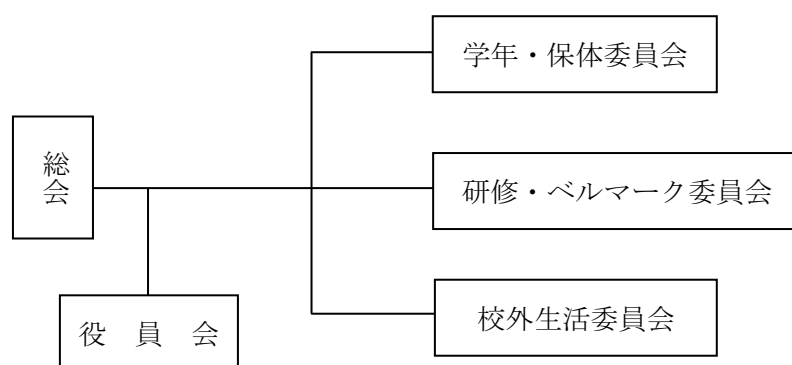 学年・保体委員会
総会
研修・ベルマーク委員会
校外生活委員会
役　員　会